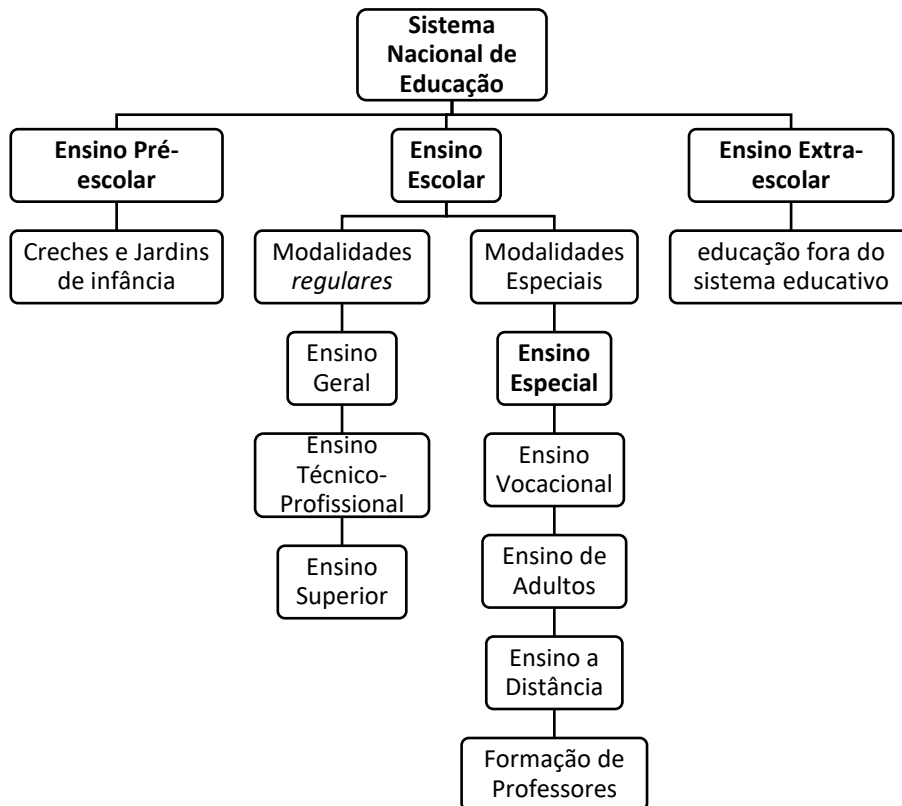 Sistema
Nacional de
Educação
Ensino Pré-
escolar
Ensino
Escolar
Ensino Extra-
escolar
Creches e Jardins
de infância
Modalidades
regulares
Modalidades
Especiais
educação fora do
sistema educativo
Ensino
Geral
Ensino
Especial
Ensino
Técnico-
Profissional
Ensino
Vocacional
Ensino
Superior
Ensino de
Adultos
Ensino a
Distância
Formação de
Professores